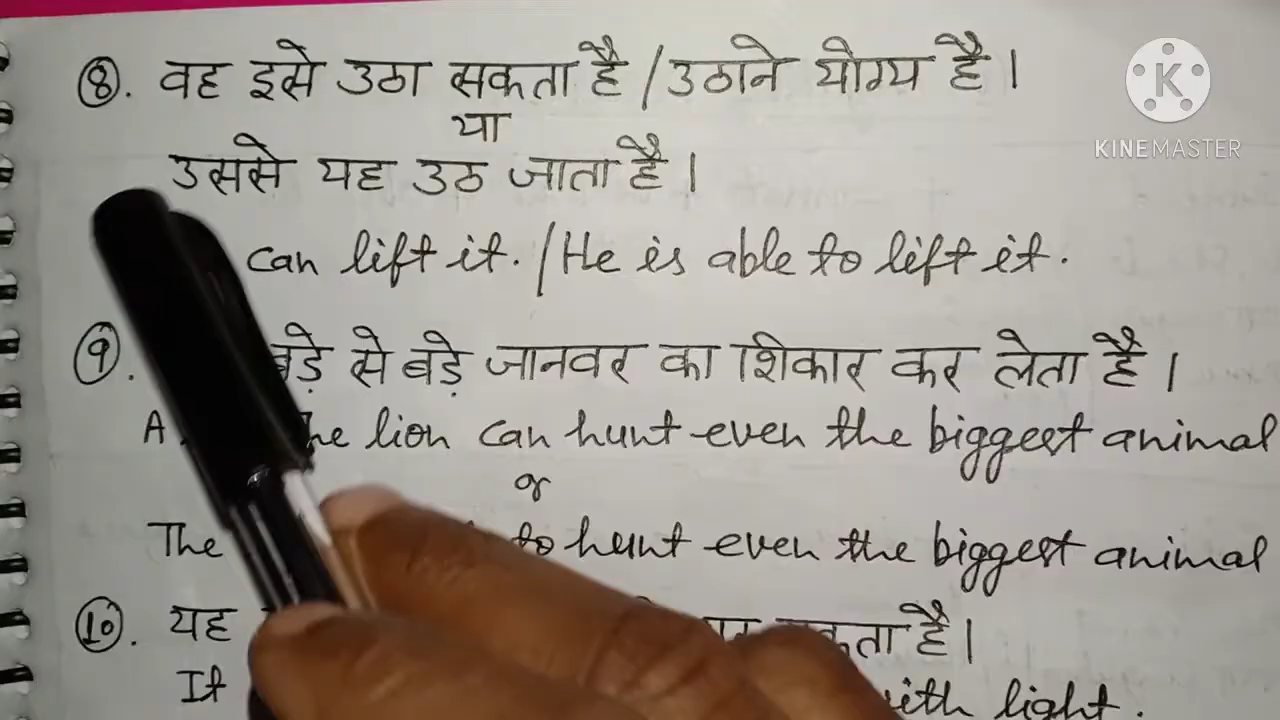 ⑧. वह इसे उठा सकता है / उठाने योग्य है।
या
उससे यह उठ जाता है।
can lift it. / He is able to lift it.
⑨. बड़े से बड़े जानवर का शिकार कर लेता है।
A he lion can hunt even the biggest animal
or
The to hunt even the biggest animal
⑩. यह है।
It with light.
KINEMASTER